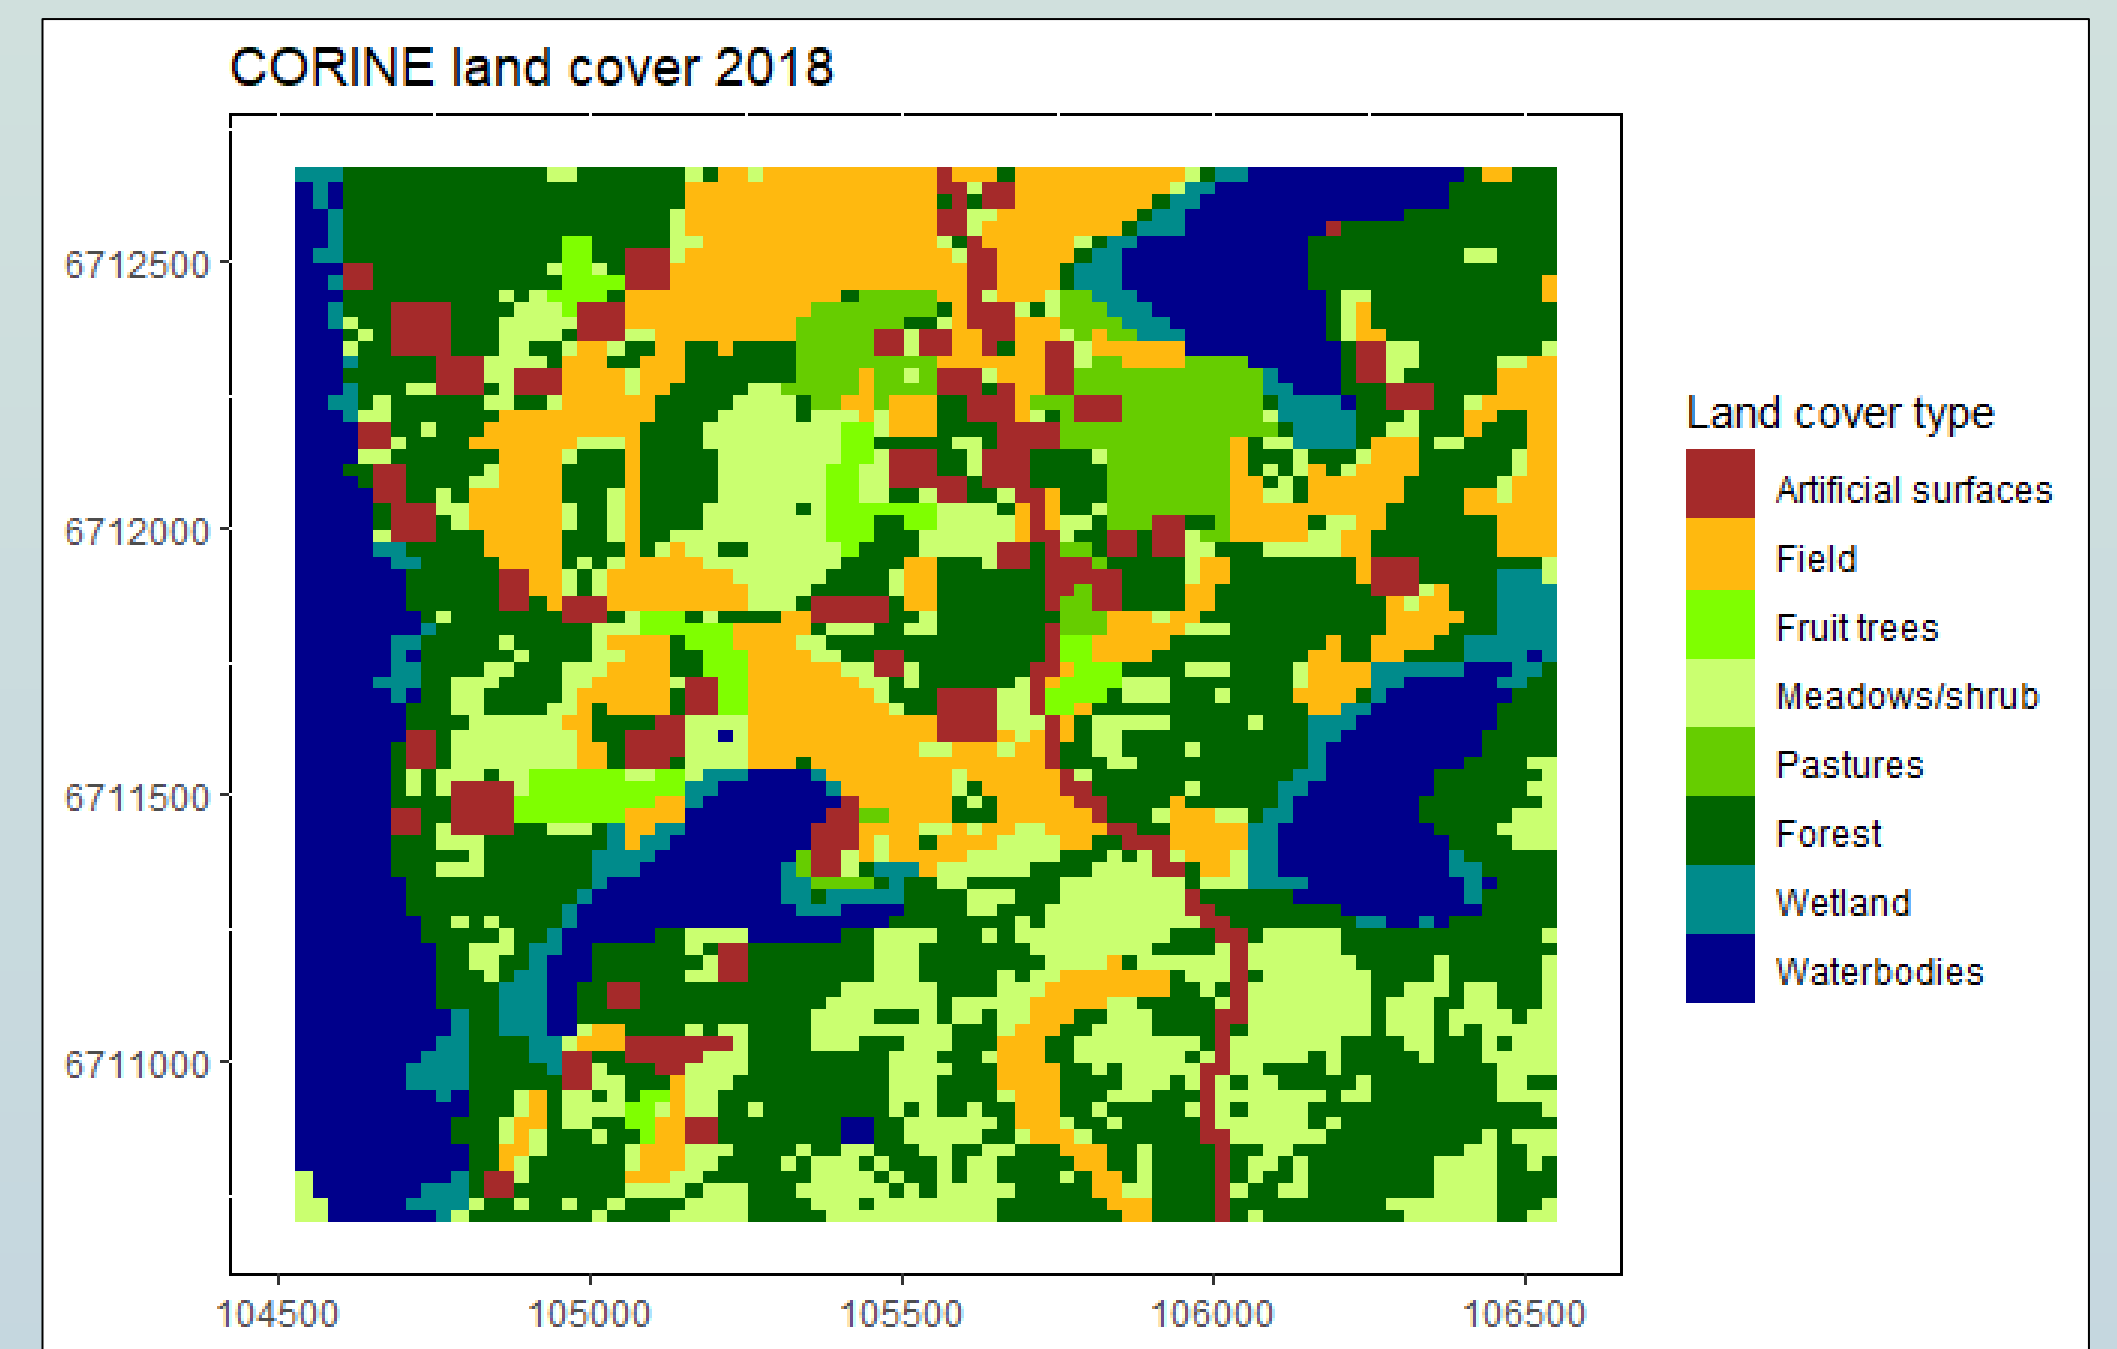 CORINE land cover 2018
6712500
6712000
6711500
6711000
104500 105000 105500 106000 106500
Land cover type
Artificial surfaces
Field
Fruit trees
Meadows/shrub
Pastures
Forest
Wetland
Waterbodies